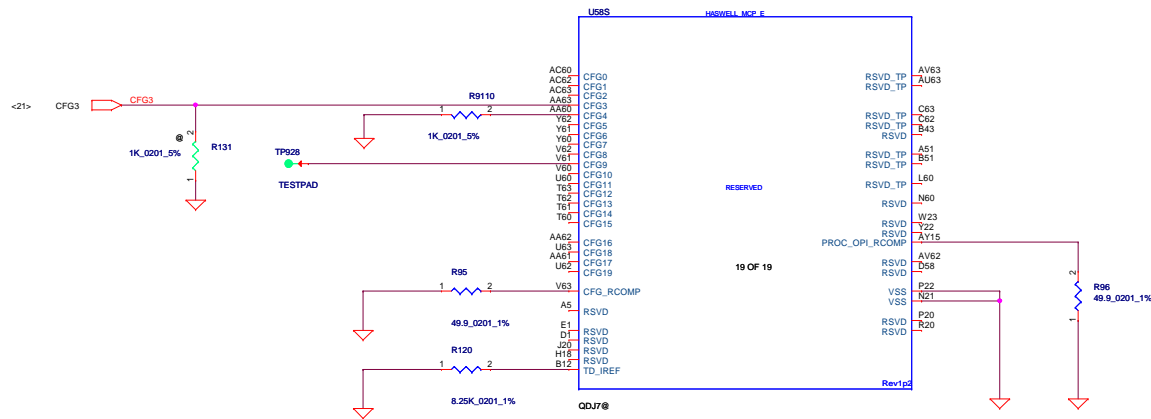 U58S
HASWELL_MCP_E
<21>
CFG3
CFG3
@
2
R131
1K_0201_5%
1
R9110
1
2
1K_0201_5%
TP928
TESTPAD
R95
1
2
49.9_0201_1%
R120
1
2
8.25K_0201_1%
AC60 CFG0
AC62 CFG1
AC63 CFG2
AA63 CFG3
AA60 CFG4
Y62 CFG5
Y61 CFG6
Y60 CFG7
V62 CFG8
V61 CFG9
V60 CFG10
U60 CFG11
T63 CFG12
T62 CFG13
T61 CFG14
T60 CFG15
AA62 CFG16
U63 CFG18
AA61 CFG17
U62 CFG19
V63 CFG_RCOMP
A5 RSVD
E1 RSVD
D1 RSVD
J20 RSVD
H18 RSVD
B12 TD_IREF
RESERVED
19 OF 19
RSVD_TP AV63
RSVD_TP AU63
RSVD_TP C63
RSVD_TP C62
RSVD B43
RSVD_TP A51
RSVD_TP B51
RSVD_TP L60
RSVD N60
RSVD W23
RSVD Y22
PROC_OPI_RCOMP AY15
RSVD AV62
RSVD D58
VSS P22
VSS N21
RSVD P20
RSVD R20
2
R96
49.9_0201_1%
1
Rev1p2
QDJ7@